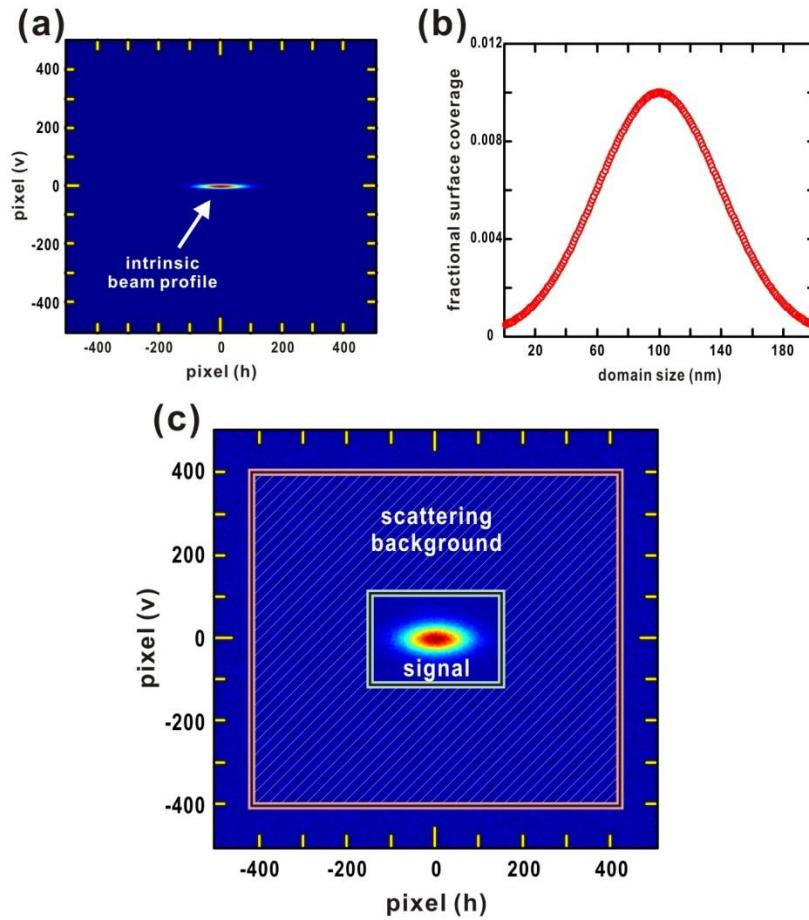 (a)
400
200
0
-200
-400
pixel (v)
intrinsic
beam profile
-400 -200 0 200 400
pixel (h)
(b)
0.012
0.008
0.004
0
fractional surface coverage
20 60 100 140 180
domain size (nm)
(c)
400
200
0
-200
-400
pixel (v)
scattering
background
signal
-400 -200 0 200 400
pixel (h)